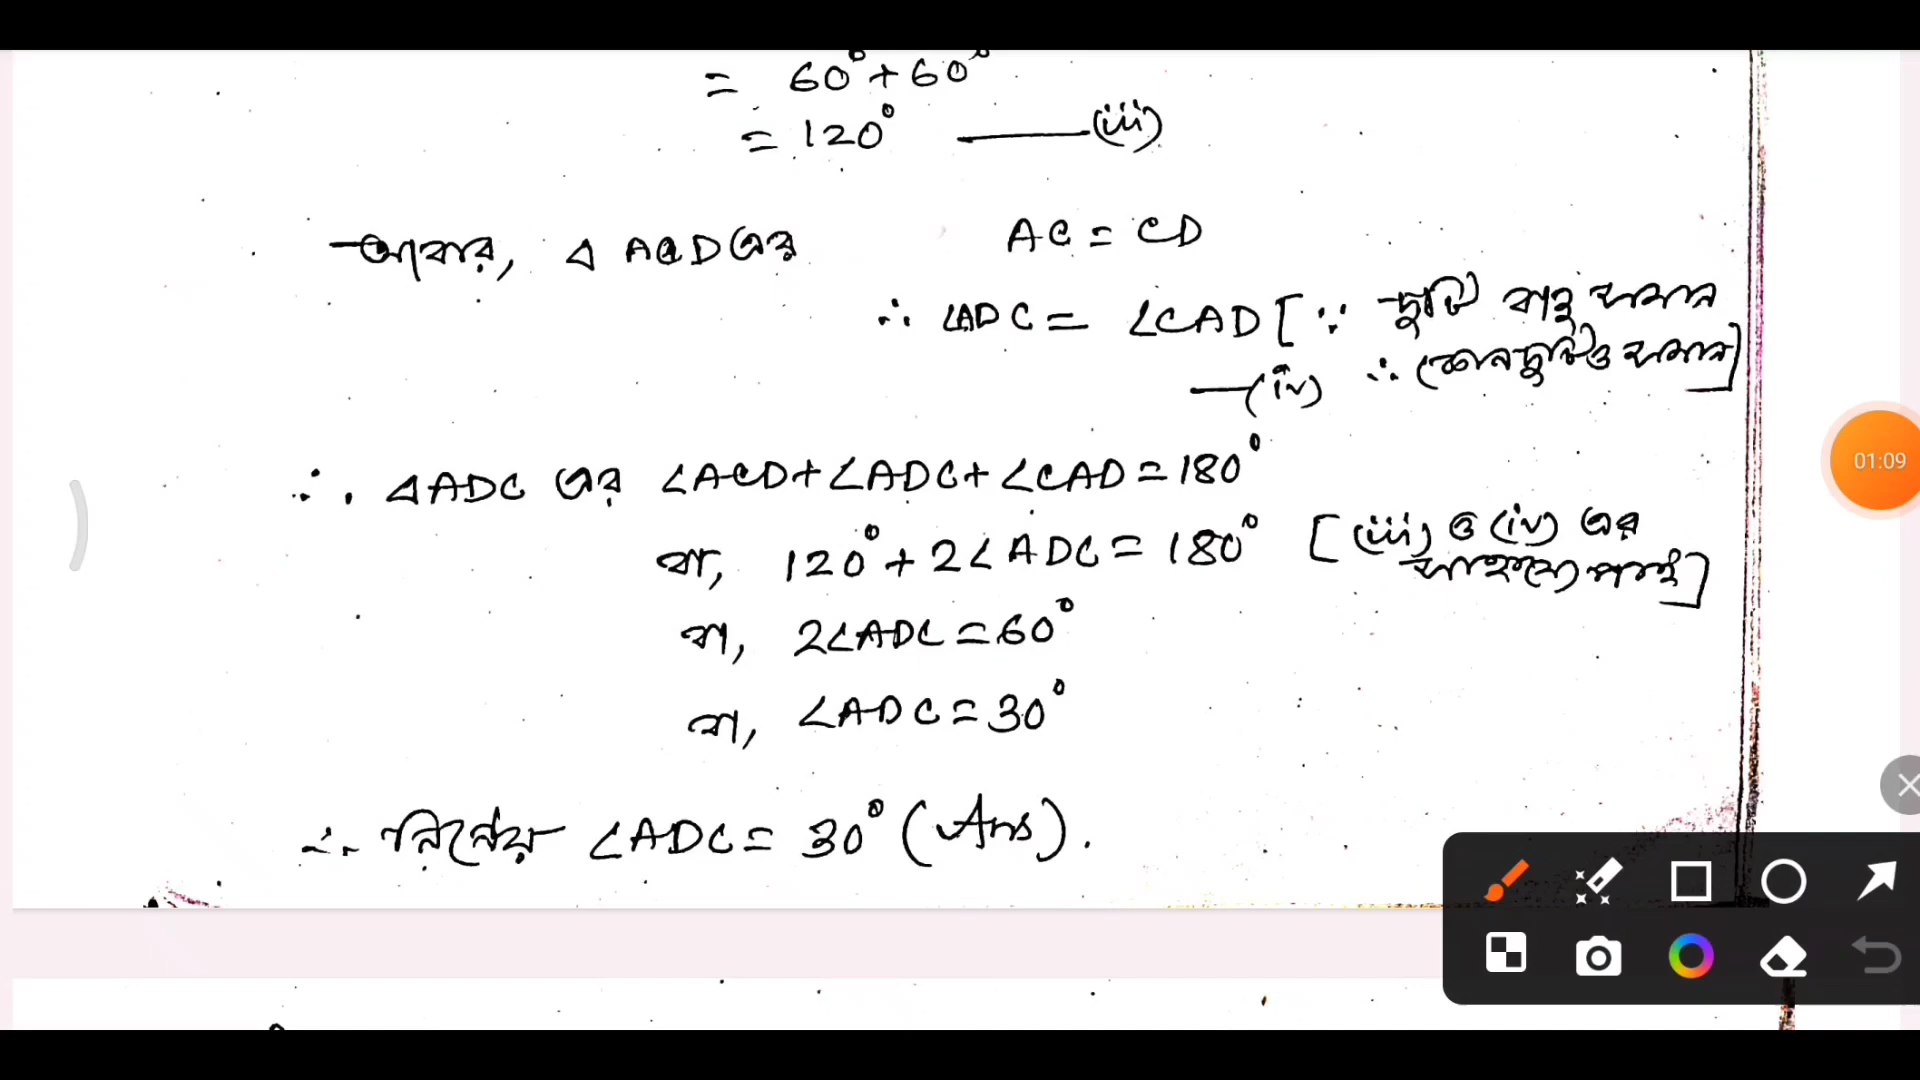 = 60° + 60°
= 120° ——(iii)
আবার, △ ACD এর AC = CD
∴ ∠ADC = ∠CAD [∵ দুটি বাহু সমান
——(iv) ∴ কোনদুটিও সমান]
∴ △ADC এর ∠ACD + ∠ADC + ∠CAD = 180°
বা, 120° + 2∠ADC = 180° [(iii) ও (iv) এর
সাহায্যে পাই]
বা, 2∠ADC = 60°
বা, ∠ADC = 30°
∴ নির্ণেয় ∠ADC = 30° (Ans).
01:09